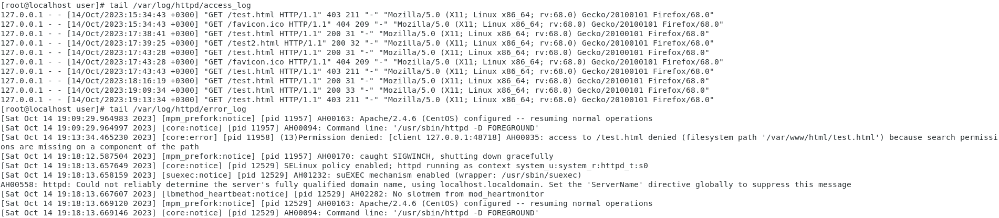 [root@localhost user]# tail /var/log/httpd/access_log
127.0.0.1 - - [14/Oct/2023:15:34:43 +0300] "GET /test.html HTTP/1.1" 403 211 "-" "Mozilla/5.0 (X11; Linux x86_64; rv:68.0) Gecko/20100101 Firefox/68.0"
127.0.0.1 - - [14/Oct/2023:15:34:43 +0300] "GET /favicon.ico HTTP/1.1" 404 209 "-" "Mozilla/5.0 (X11; Linux x86_64; rv:68.0) Gecko/20100101 Firefox/68.0"
127.0.0.1 - - [14/Oct/2023:17:38:41 +0300] "GET /test.html HTTP/1.1" 200 31 "-" "Mozilla/5.0 (X11; Linux x86_64; rv:68.0) Gecko/20100101 Firefox/68.0"
127.0.0.1 - - [14/Oct/2023:17:39:25 +0300] "GET /test2.html HTTP/1.1" 200 32 "-" "Mozilla/5.0 (X11; Linux x86_64; rv:68.0) Gecko/20100101 Firefox/68.0"
127.0.0.1 - - [14/Oct/2023:17:43:28 +0300] "GET /test.html HTTP/1.1" 200 31 "-" "Mozilla/5.0 (X11; Linux x86_64; rv:68.0) Gecko/20100101 Firefox/68.0"
127.0.0.1 - - [14/Oct/2023:17:43:28 +0300] "GET /favicon.ico HTTP/1.1" 404 209 "-" "Mozilla/5.0 (X11; Linux x86_64; rv:68.0) Gecko/20100101 Firefox/68.0"
127.0.0.1 - - [14/Oct/2023:17:43:43 +0300] "GET /test.html HTTP/1.1" 403 211 "-" "Mozilla/5.0 (X11; Linux x86_64; rv:68.0) Gecko/20100101 Firefox/68.0"
127.0.0.1 - - [14/Oct/2023:18:16:19 +0300] "GET /test.html HTTP/1.1" 200 31 "-" "Mozilla/5.0 (X11; Linux x86_64; rv:68.0) Gecko/20100101 Firefox/68.0"
127.0.0.1 - - [14/Oct/2023:19:09:34 +0300] "GET /test.html HTTP/1.1" 200 33 "-" "Mozilla/5.0 (X11; Linux x86_64; rv:68.0) Gecko/20100101 Firefox/68.0"
127.0.0.1 - - [14/Oct/2023:19:13:34 +0300] "GET /test.html HTTP/1.1" 403 211 "-" "Mozilla/5.0 (X11; Linux x86_64; rv:68.0) Gecko/20100101 Firefox/68.0"
[root@localhost user]# tail /var/log/httpd/error_log
[Sat Oct 14 19:09:29.964983 2023] [mpm_prefork:notice] [pid 11957] AH00163: Apache/2.4.6 (CentOS) configured -- resuming normal operations
[Sat Oct 14 19:09:29.964997 2023] [core:notice] [pid 11957] AH00094: Command line: '/usr/sbin/httpd -D FOREGROUND'
[Sat Oct 14 19:13:34.465230 2023] [core:error] [pid 11958] (13)Permission denied: [client 127.0.0.1:48718] AH00035: access to /test.html denied (filesystem path '/var/www/html/test.html') because search permissi
ons are missing on a component of the path
[Sat Oct 14 19:18:12.587504 2023] [mpm_prefork:notice] [pid 11957] AH00170: caught SIGWINCH, shutting down gracefully
[Sat Oct 14 19:18:13.657649 2023] [core:notice] [pid 12529] SELinux policy enabled; httpd running as context system_u:system_r:httpd_t:s0
[Sat Oct 14 19:18:13.658159 2023] [suexec:notice] [pid 12529] AH01232: suEXEC mechanism enabled (wrapper: /usr/sbin/suexec)
AH00558: httpd: Could not reliably determine the server's fully qualified domain name, using localhost.localdomain. Set the 'ServerName' directive globally to suppress this message
[Sat Oct 14 19:18:13.667607 2023] [lbmethod_heartbeat:notice] [pid 12529] AH02282: No slotmem from mod_heartmonitor
[Sat Oct 14 19:18:13.669120 2023] [mpm_prefork:notice] [pid 12529] AH00163: Apache/2.4.6 (CentOS) configured -- resuming normal operations
[Sat Oct 14 19:18:13.669146 2023] [core:notice] [pid 12529] AH00094: Command line: '/usr/sbin/httpd -D FOREGROUND'